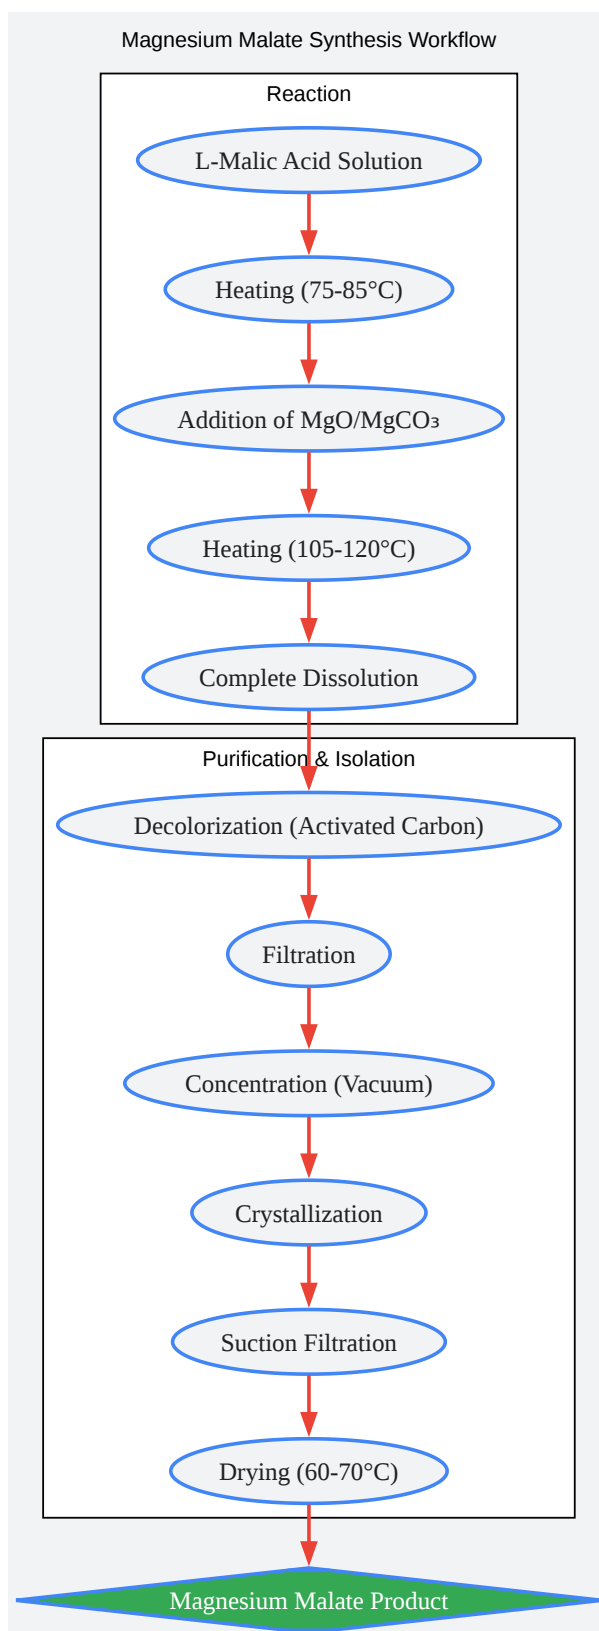 Magnesium Malate Synthesis Workflow
Reaction
L-Malic Acid Solution
Heating (75-85°C)
Addition of MgO/MgCO₃
Heating (105-120°C)
Complete Dissolution
Purification & Isolation
Decolorization (Activated Carbon)
Filtration
Concentration (Vacuum)
Crystallization
Suction Filtration
Drying (60-70°C)
Magnesium Malate Product